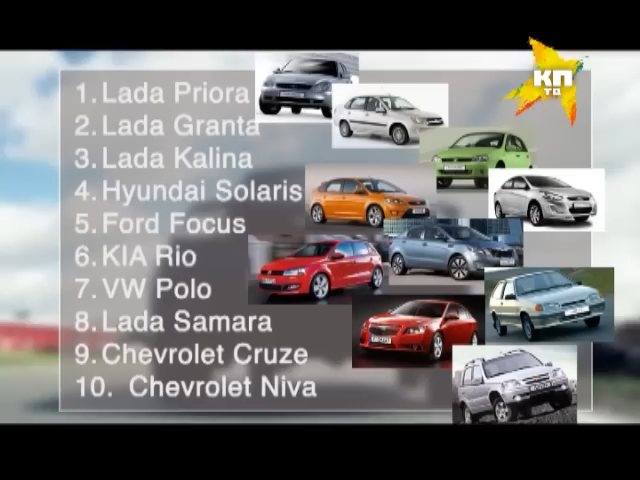 КП
ТВ
1. Lada Priora
2. Lada Granta
3. Lada Kalina
4. Hyundai Solaris
5. Ford Focus
6. KIA Rio
7. VW Polo
8. Lada Samara
9. Chevrolet Cruze
10. Chevrolet Niva